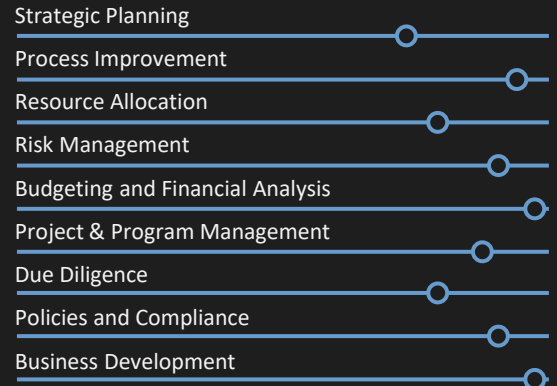 Strategic Planning
Process Improvement
Resource Allocation
Risk Management
Budgeting and Financial Analysis
Project & Program Management
Due Diligence
Policies and Compliance
Business Development